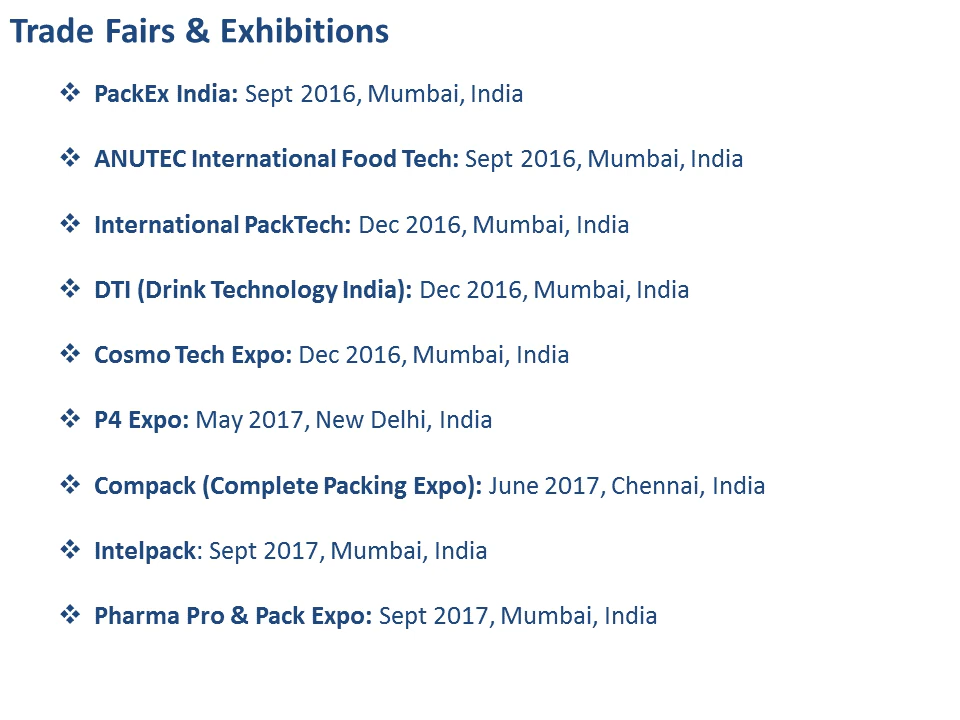 Trade Fairs & Exhibitions
❖ PackEx India: Sept 2016, Mumbai, India
❖ ANUTEC International Food Tech: Sept 2016, Mumbai, India
❖ International PackTech: Dec 2016, Mumbai, India
❖ DTI (Drink Technology India): Dec 2016, Mumbai, India
❖ Cosmo Tech Expo: Dec 2016, Mumbai, India
❖ P4 Expo: May 2017, New Delhi, India
❖ Compack (Complete Packing Expo): June 2017, Chennai, India
❖ Intelpack: Sept 2017, Mumbai, India
❖ Pharma Pro & Pack Expo: Sept 2017, Mumbai, India